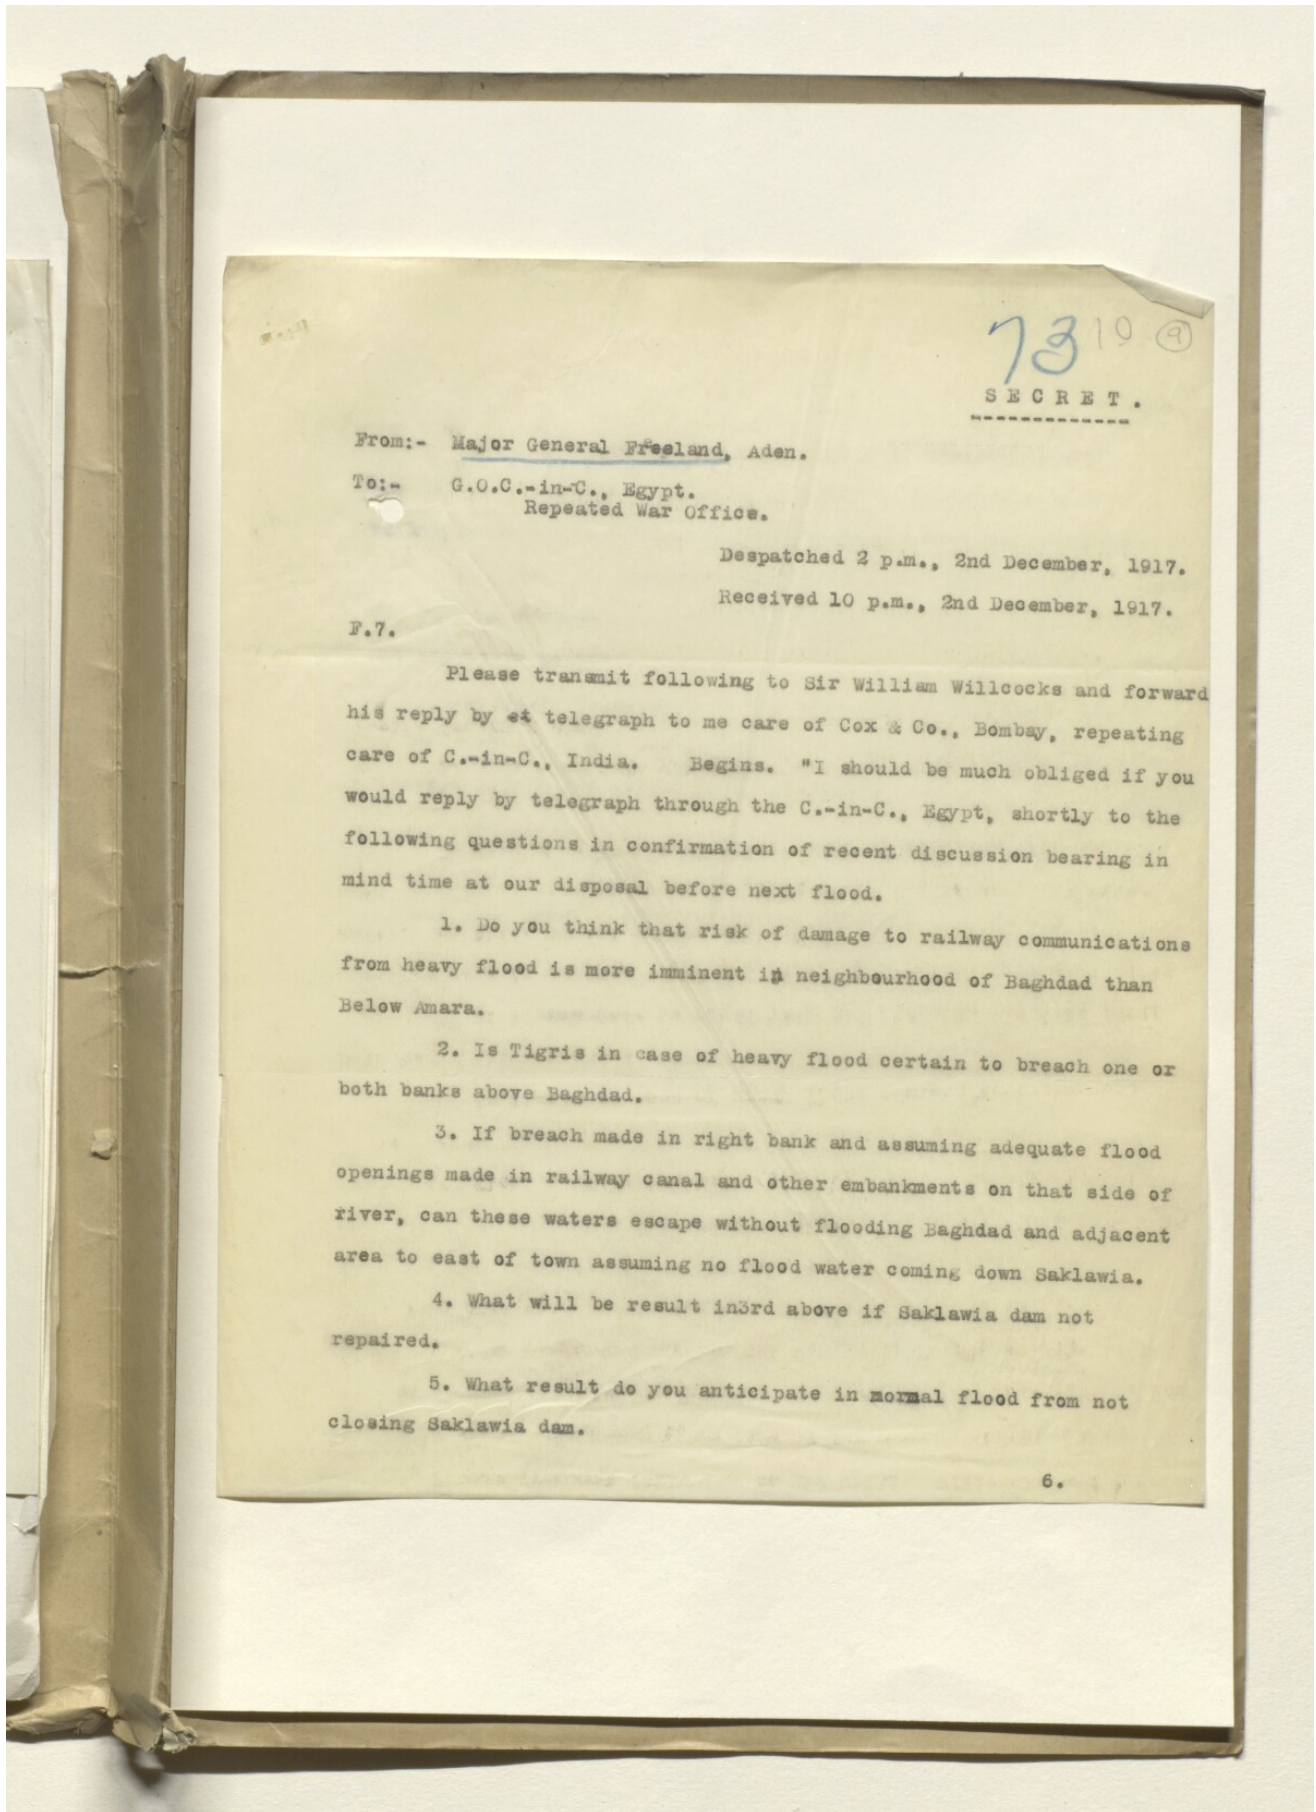 73 10 9
SECRET.
From:- Major General Freeland, Aden.
To:- G.O.C.-in-C., Egypt.
Repeated War Office.
Despatched 2 p.m., 2nd December, 1917.
Received 10 p.m., 2nd December, 1917.
F.7.
Please transmit following to Sir William Willcocks and forward
his reply by telegraph to me care of Cox & Co., Bombay, repeating
care of C.-in-C., India. Begins. "I should be much obliged if you
would reply by telegraph through the C.-in-C., Egypt, shortly to the
following questions in confirmation of recent discussion bearing in
mind time at our disposal before next flood.
1. Do you think that risk of damage to railway communications
from heavy flood is more imminent in neighbourhood of Baghdad than
Below Amara.
2. Is Tigris in case of heavy flood certain to breach one or
both banks above Baghdad.
3. If breach made in right bank and assuming adequate flood
openings made in railway canal and other embankments on that side of
river, can these waters escape without flooding Baghdad and adjacent
area to east of town assuming no flood water coming down Saklawia.
4. What will be result in3rd above if Saklawia dam not
repaired.
5. What result do you anticipate in normal flood from not
closing Saklawia dam.
6.